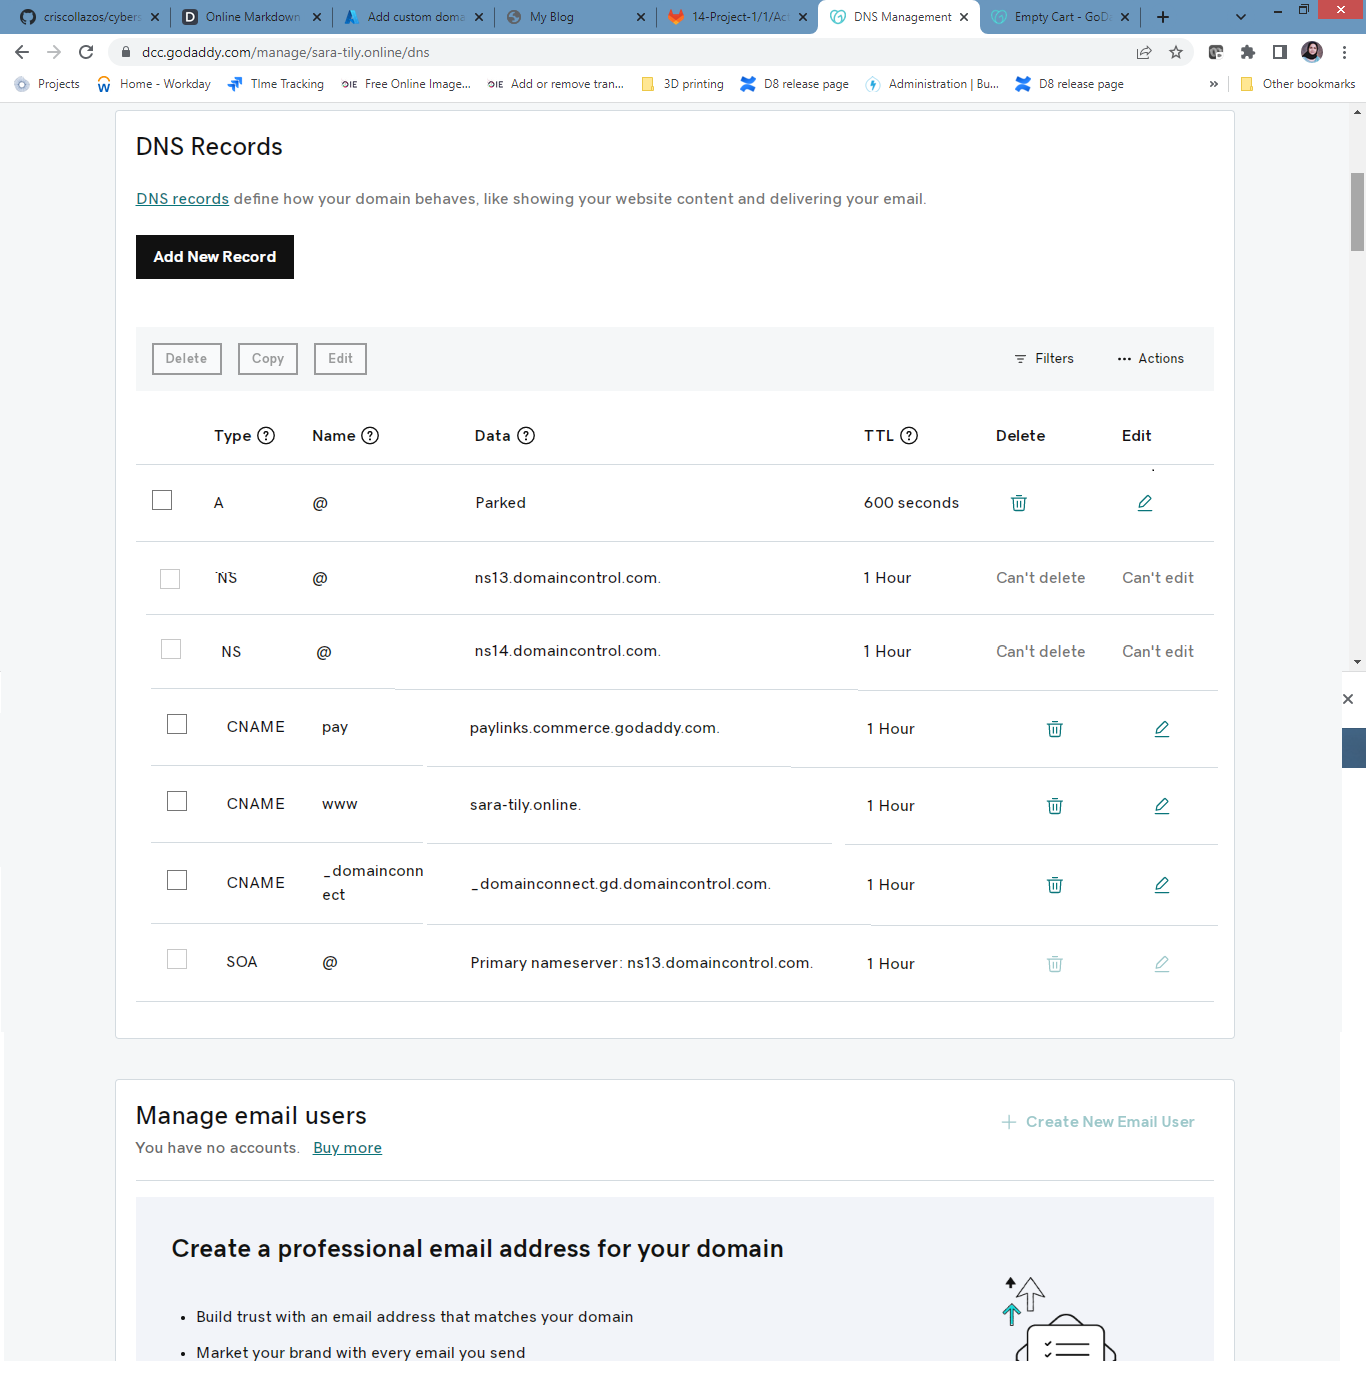 criscollazos/cybers
Online Markdown
Add custom doma
My Blog
14-Project-1/1/Act
DNS Management
Empty Cart - GoD
dcc.godaddy.com/manage/sara-tily.online/dns
Projects
Home - Workday
TIme Tracking
OIE Free Online Image...
OIE Add or remove tran...
3D printing
D8 release page
Administration | Bu...
D8 release page
»
Other bookmarks
DNS Records
DNS records define how your domain behaves, like showing your website content and delivering your email.
Add New Record
Delete Copy Edit Filters ••• Actions
Type ? Name ? Data ? TTL ? Delete Edit
A @ Parked 600 seconds
NS @ ns13.domaincontrol.com. 1 Hour Can't delete Can't edit
NS @ ns14.domaincontrol.com. 1 Hour Can't delete Can't edit
CNAME pay paylinks.commerce.godaddy.com. 1 Hour
CNAME www sara-tily.online. 1 Hour
CNAME _domainconn
ect _domainconnect.gd.domaincontrol.com. 1 Hour
SOA @ Primary nameserver: ns13.domaincontrol.com. 1 Hour
Manage email users
+ Create New Email User
You have no accounts. Buy more
Create a professional email address for your domain
• Build trust with an email address that matches your domain
• Market your brand with every email you send